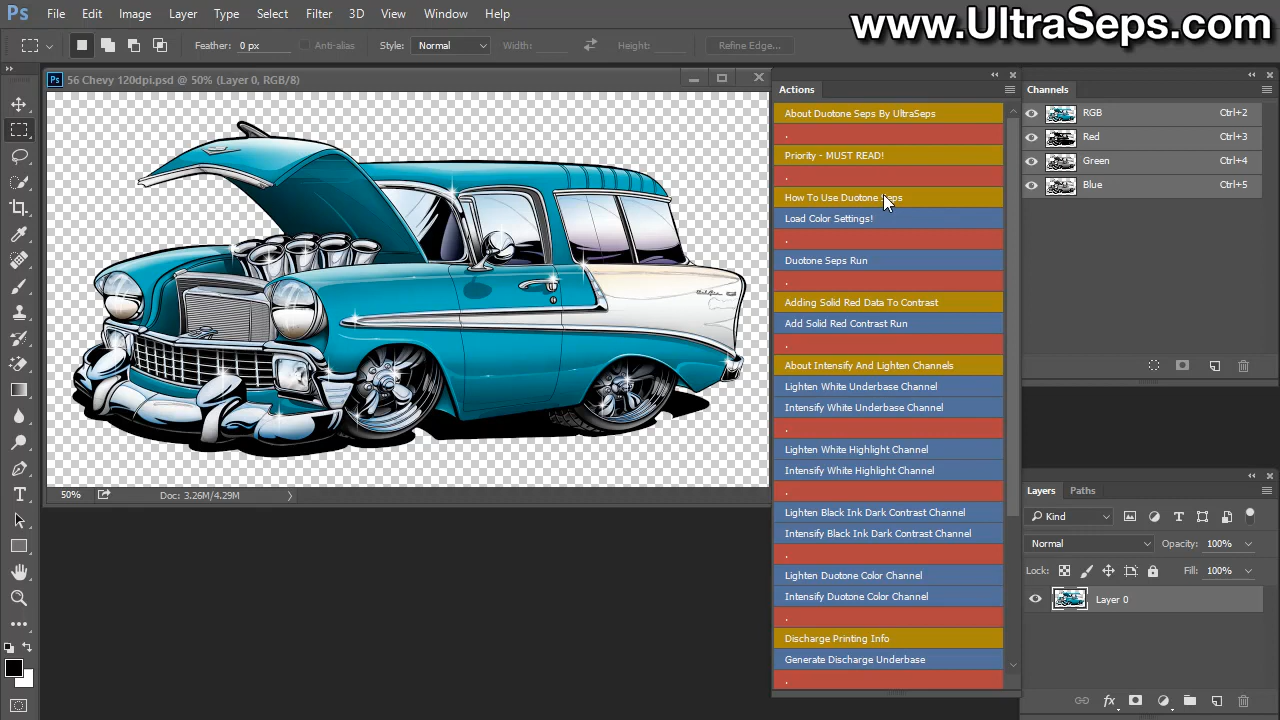 www.UltraSeps.com
Ps File Edit Image Layer Type Select Filter 3D View Window Help
Feather: 0 px Anti-alias Style: Normal Width: Height: Refine Edge...
Ps 56 Chevy 120dpi.psd @ 50% (Layer 0, RGB/8)
50% Doc: 3.26M/4.29M
Actions
About Duotone Seps By UltraSeps
.
Priority - MUST READ!
.
How To Use Duotone Seps
Load Color Settings!
.
Duotone Seps Run
.
Adding Solid Red Data To Contrast
Add Solid Red Contrast Run
.
About Intensify And Lighten Channels
Lighten White Underbase Channel
Intensify White Underbase Channel
.
Lighten White Highlight Channel
Intensify White Highlight Channel
.
Lighten Black Ink Dark Contrast Channel
Intensify Black Ink Dark Contrast Channel
.
Lighten Duotone Color Channel
Intensify Duotone Color Channel
.
Discharge Printing Info
Generate Discharge Underbase
.
Channels
RGB Ctrl+2
Red Ctrl+3
Green Ctrl+4
Blue Ctrl+5
Layers Paths
Kind
Normal Opacity: 100%
Lock: Fill: 100%
Layer 0